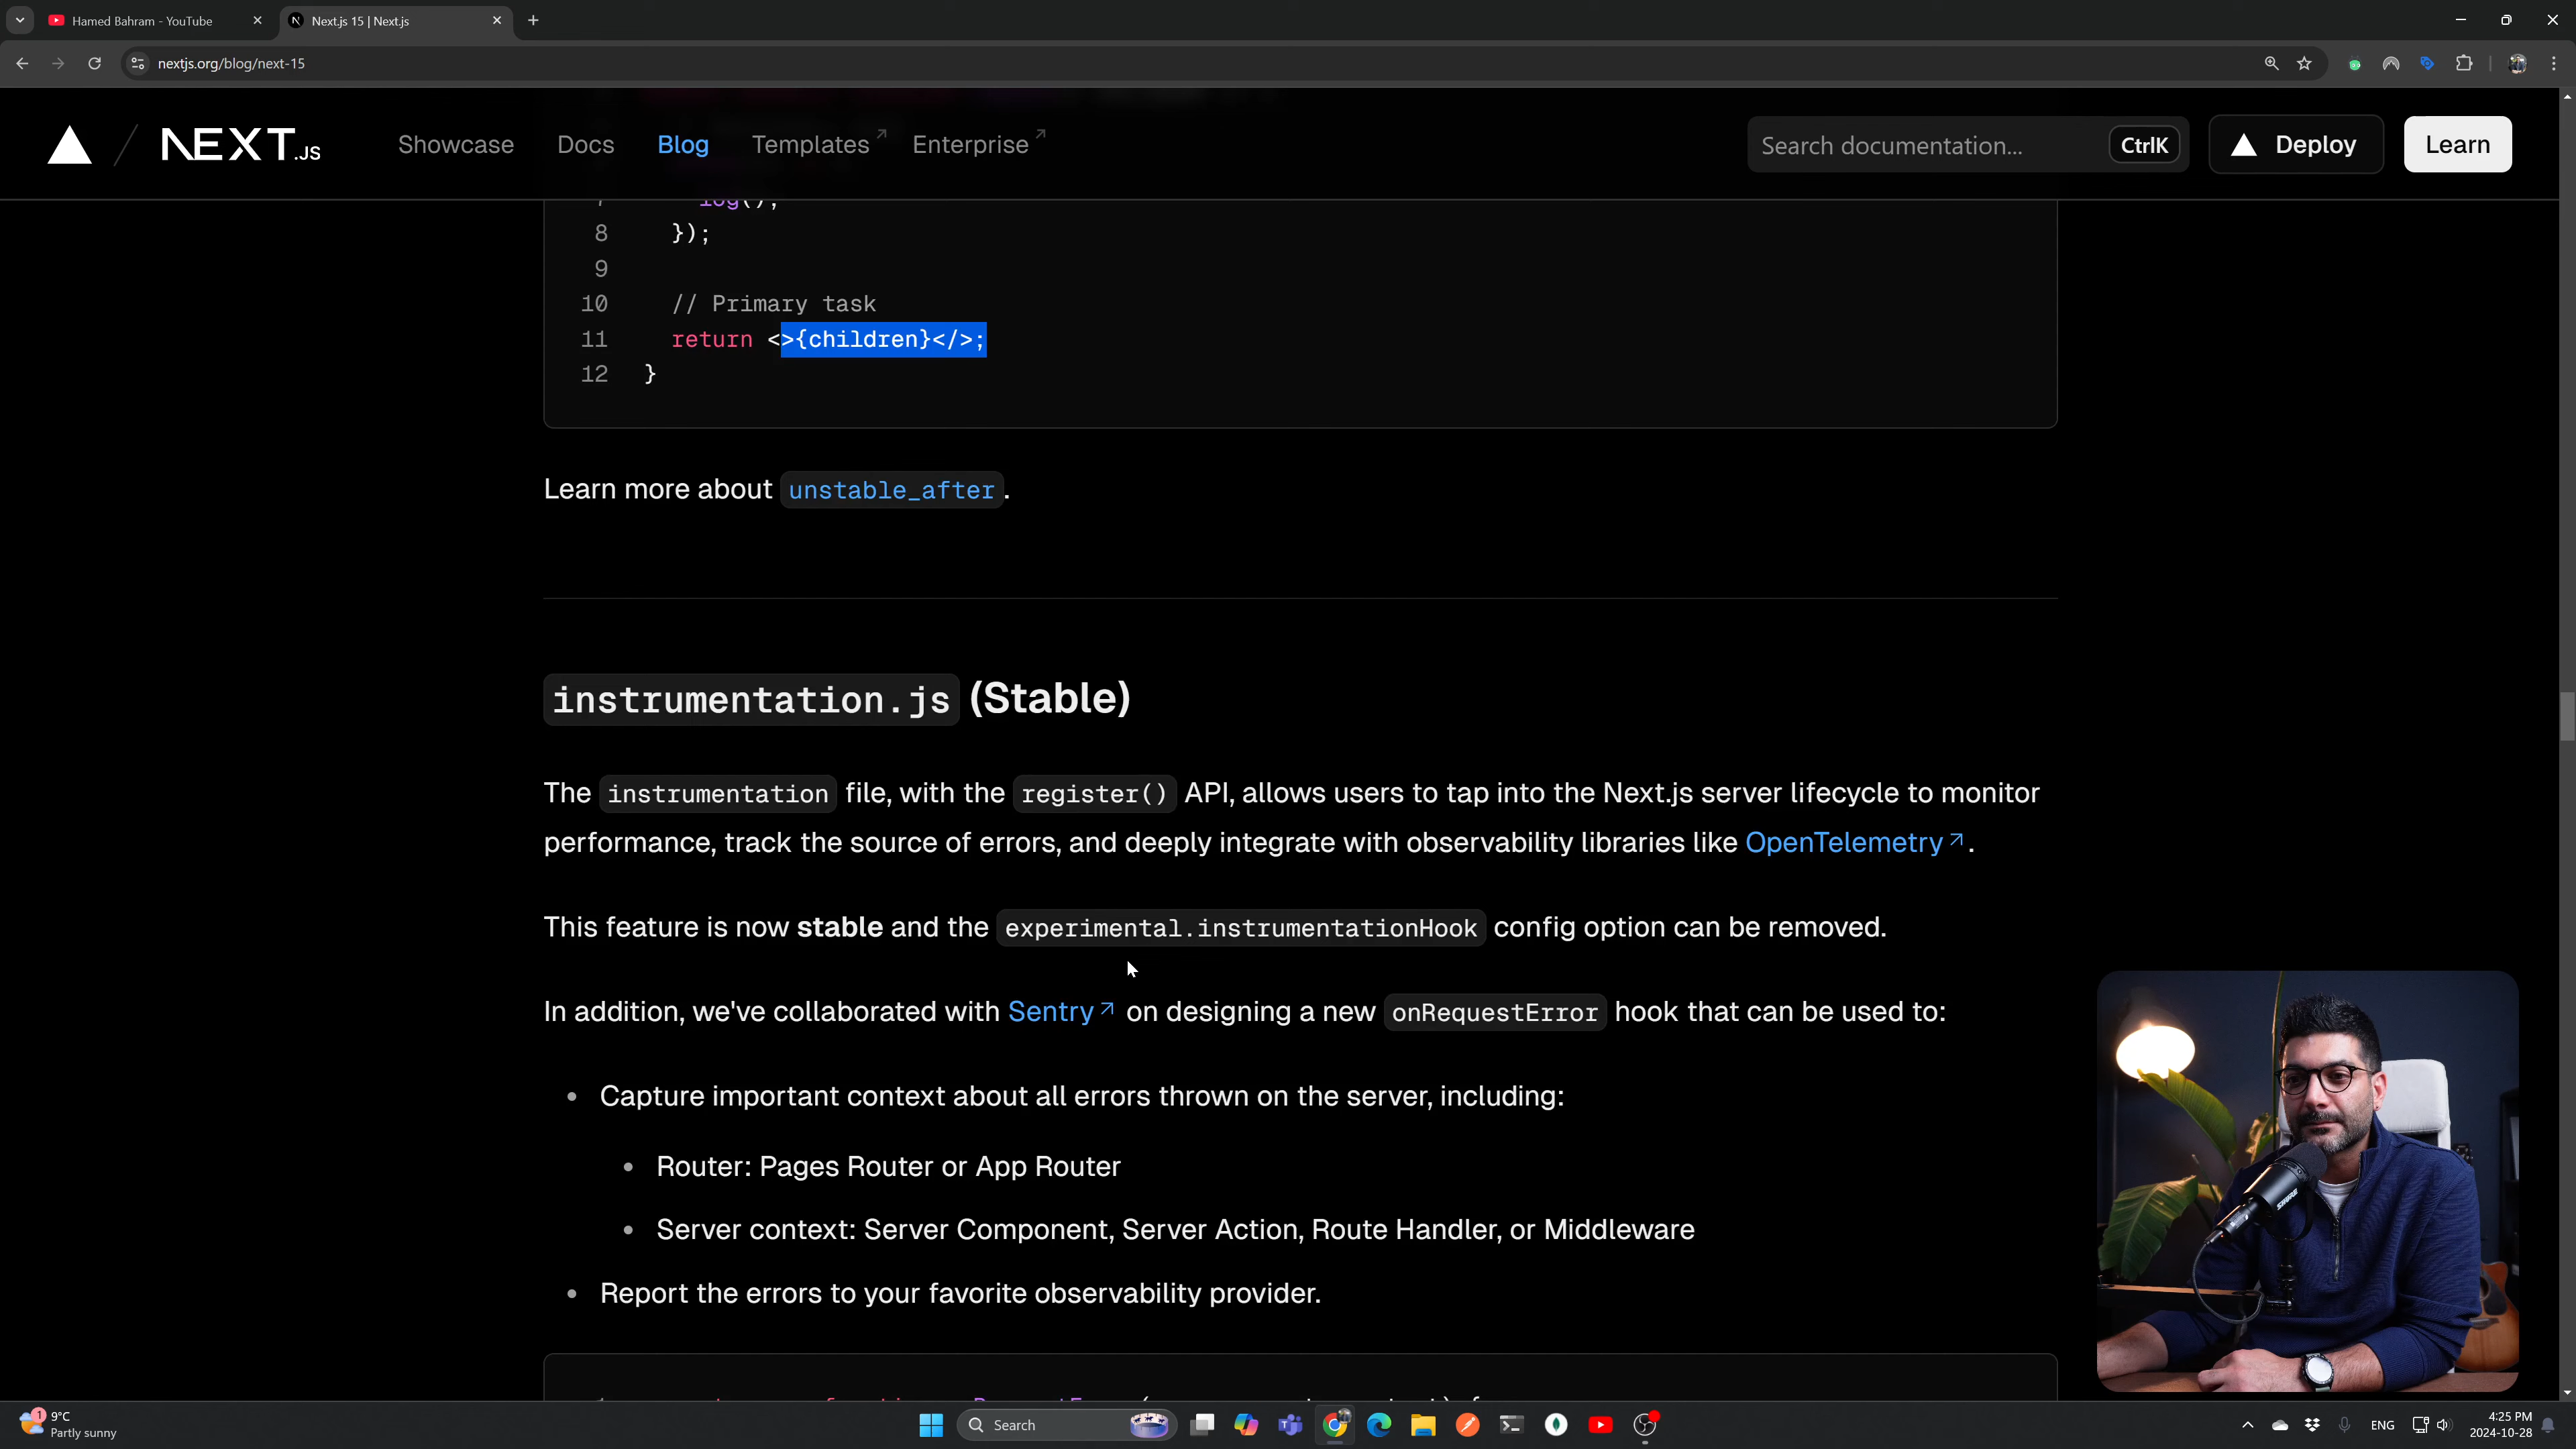 Hamed Bahram - YouTube
Next.js 15 | Next.js
nextjs.org/blog/next-15
NEXT.JS
Showcase
Docs
Blog
Templates
Enterprise
Search documentation...
CtrlK
Deploy
Learn
7 log();
8 });
9
10 // Primary task
11 return <>{children}</>;
12 }
Learn more about unstable_after.
instrumentation.js (Stable)
The instrumentation file, with the register() API, allows users to tap into the Next.js server lifecycle to monitor
performance, track the source of errors, and deeply integrate with observability libraries like OpenTelemetry.
This feature is now stable and the experimental.instrumentationHook config option can be removed.
In addition, we've collaborated with Sentry on designing a new onRequestError hook that can be used to:
• Capture important context about all errors thrown on the server, including:
• Router: Pages Router or App Router
• Server context: Server Component, Server Action, Route Handler, or Middleware
• Report the errors to your favorite observability provider.
SHURE
1
9°C
Partly sunny
Search
ENG
4:25 PM
2024-10-28